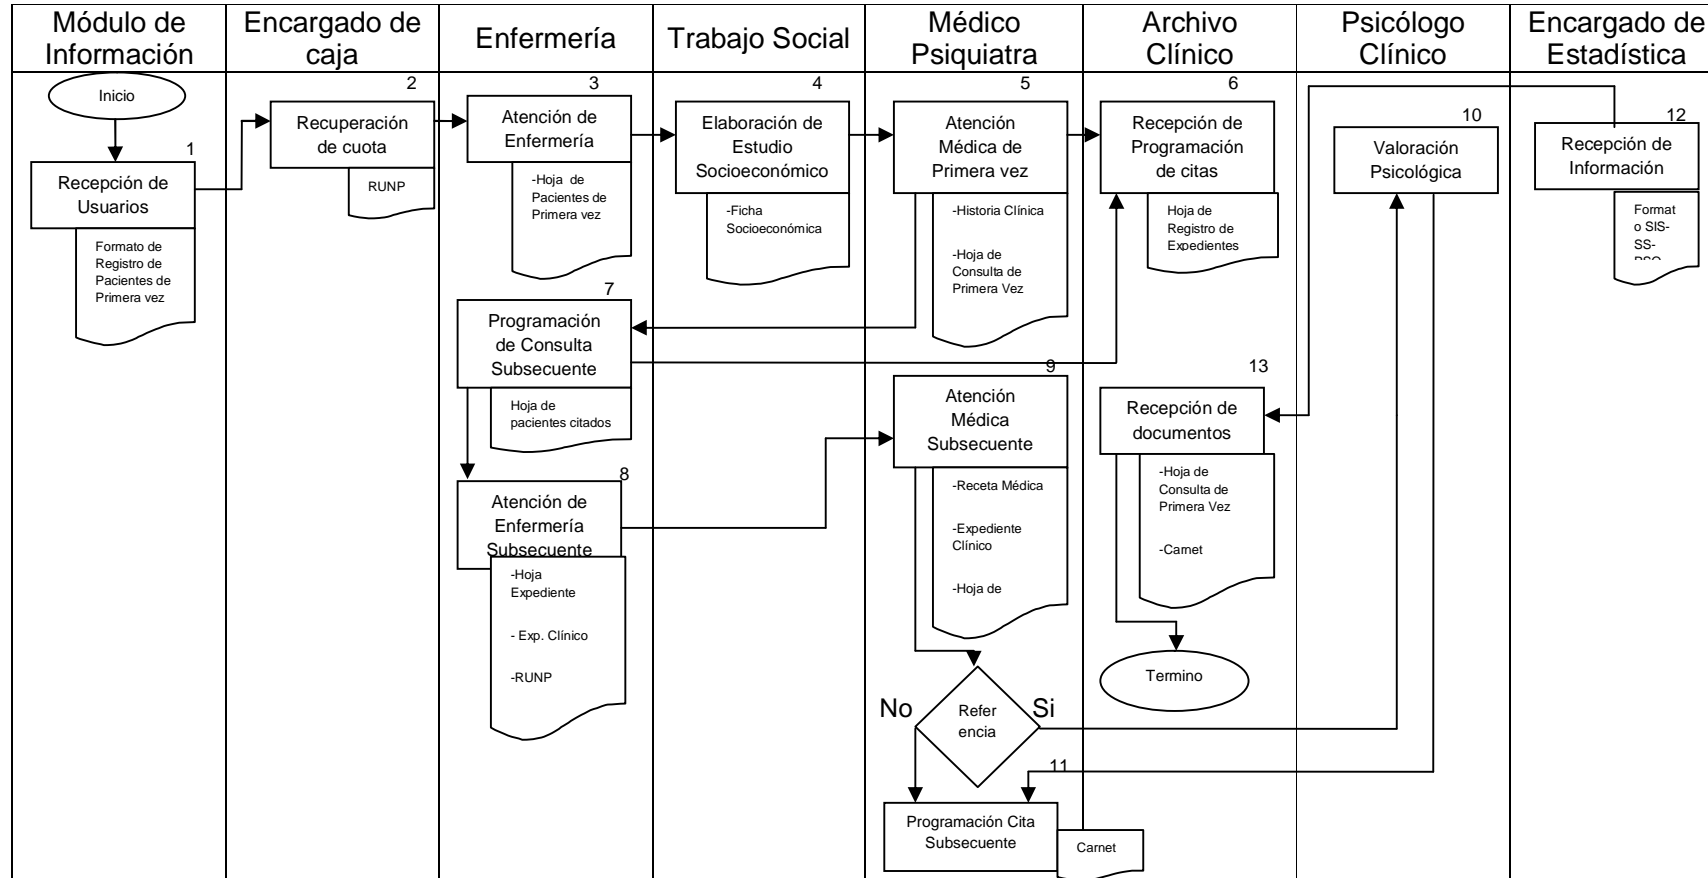 Módulo de
Información
Encargado de
caja
Enfermería
Trabajo Social
Médico
Psiquiatra
Archivo
Clínico
Psicólogo
Clínico
Encargado de
Estadística
Inicio
1
Recepción de
Usuarios
Formato de
Registro de
Pacientes de
Primera vez
2
Recuperación
de cuota
RUNP
3
Atención de
Enfermería
-Hoja de
Pacientes de
Primera vez
4
Elaboración de
Estudio
Socioeconómico
-Ficha
Socioeconómica
5
Atención
Médica de
Primera vez
-Historia Clínica
-Hoja de
Consulta de
Primera Vez
6
Recepción de
Programación
de citas
Hoja de
Registro de
Expedientes
7
Programación
de Consulta
Subsecuente
Hoja de
pacientes citados
8
Atención de
Enfermería
Subsecuente
-Hoja
Expediente
- Exp. Clínico
-RUNP
9
Atención
Médica
Subsecuente
-Receta Médica
-Expediente
Clínico
-Hoja de
Refer
encia
No
Si
10
Valoración
Psicológica
11
Programación Cita
Subsecuente
Carnet
12
Recepción de
Información
Format
o SIS-
SS-
13
Recepción de
documentos
-Hoja de
Consulta de
Primera Vez
-Carnet
Termino